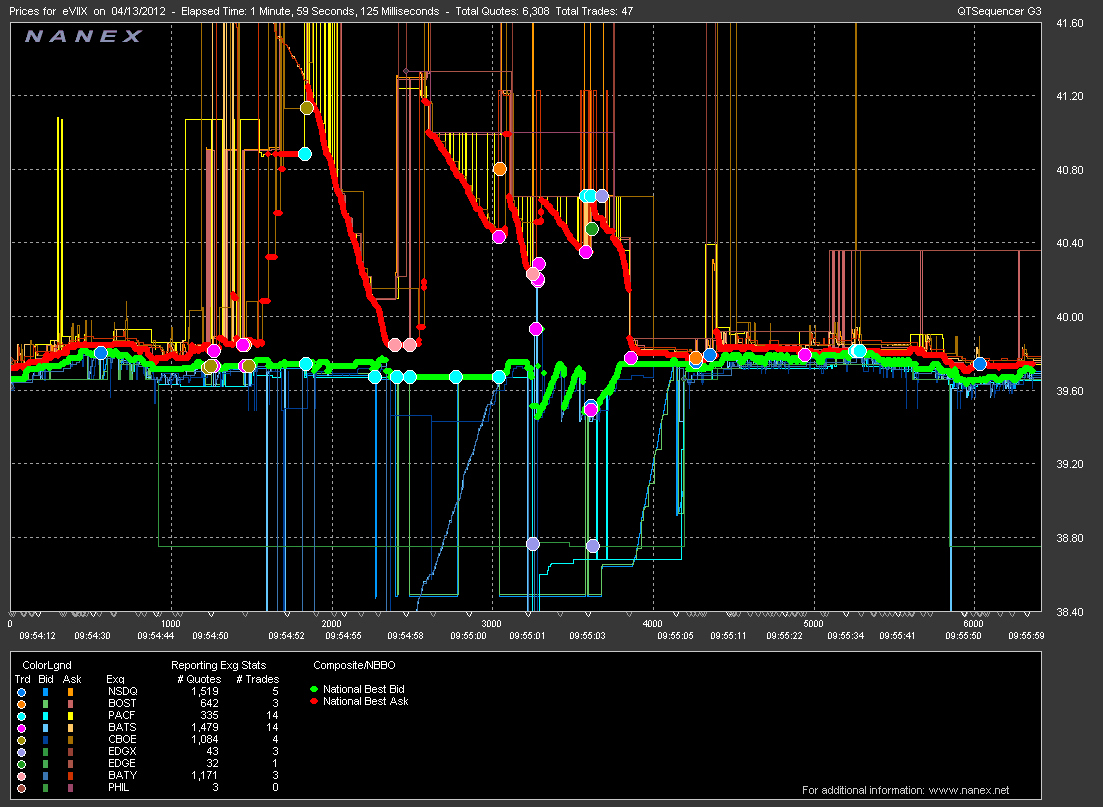 Prices for eVIIX on 04/13/2012 - Elapsed Time: 1 Minute, 59 Seconds, 125 Milliseconds - Total Quotes: 6,308 Total Trades: 47 QTSequencer G3
NANEX
41.60
41.20
40.80
40.40
40.00
39.60
39.20
38.80
38.40
0 1000 2000 3000 4000 5000 6000
09:54:12 09:54:30 09:54:44 09:54:50 09:54:52 09:54:55 09:54:58 09:55:00 09:55:01 09:55:03 09:55:05 09:55:11 09:55:22 09:55:34 09:55:41 09:55:50 09:55:59
ColorLgnd Reporting Exg Stats Composite/NBBO
Trd Bid Ask Exg # Quotes # Trades
NSDQ 1,519 5
BOST 642 3
PACF 335 14
BATS 1,479 14
CBOE 1,084 4
EDGX 43 3
EDGE 32 1
BATY 1,171 3
PHIL 3 0
National Best Bid
National Best Ask
For additional information: www.nanex.net